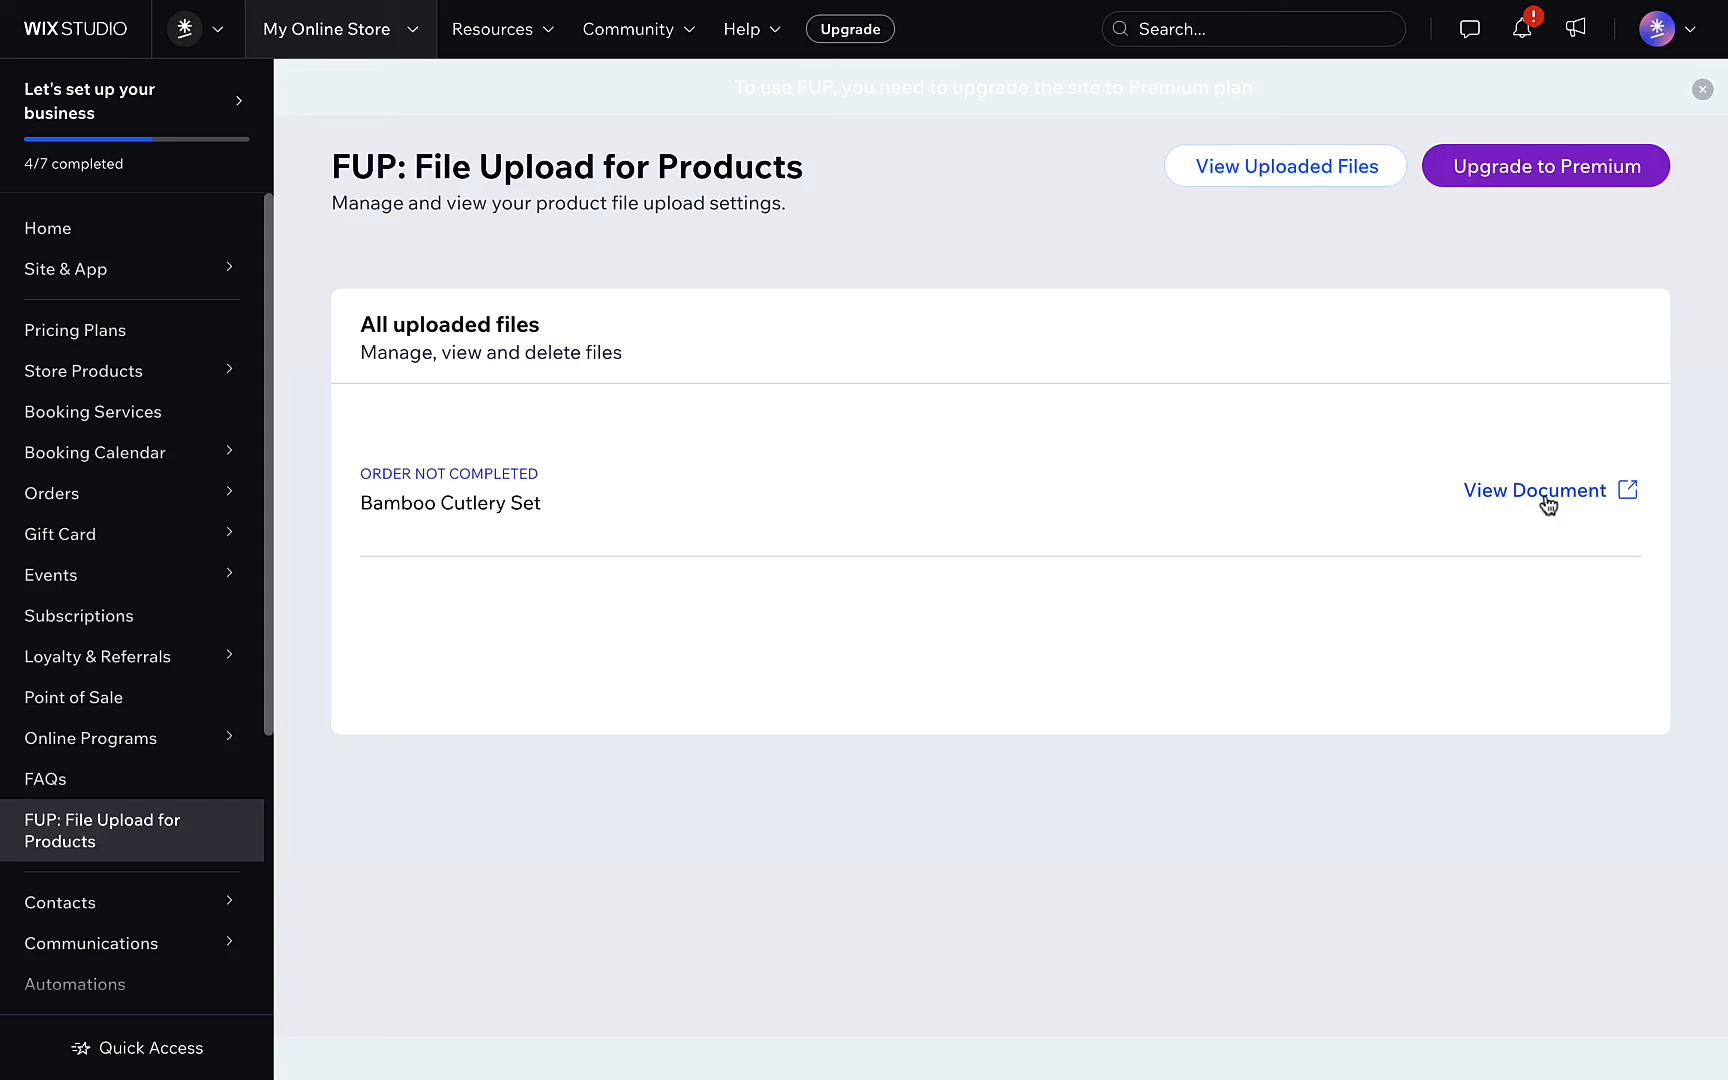 WIX STUDIO
My Online Store
Resources
Community
Help
Upgrade
Search...
!
Let's set up your
business
4/7 completed
Home
Site & App
Pricing Plans
Store Products
Booking Services
Booking Calendar
Orders
Gift Card
Events
Subscriptions
Loyalty & Referrals
Point of Sale
Online Programs
FAQs
FUP: File Upload for
Products
Contacts
Communications
Automations
Quick Access
To use FUP, you need to upgrade the site to Premium plan
FUP: File Upload for Products
Manage and view your product file upload settings.
View Uploaded Files
Upgrade to Premium
All uploaded files
Manage, view and delete files
ORDER NOT COMPLETED
Bamboo Cutlery Set
View Document